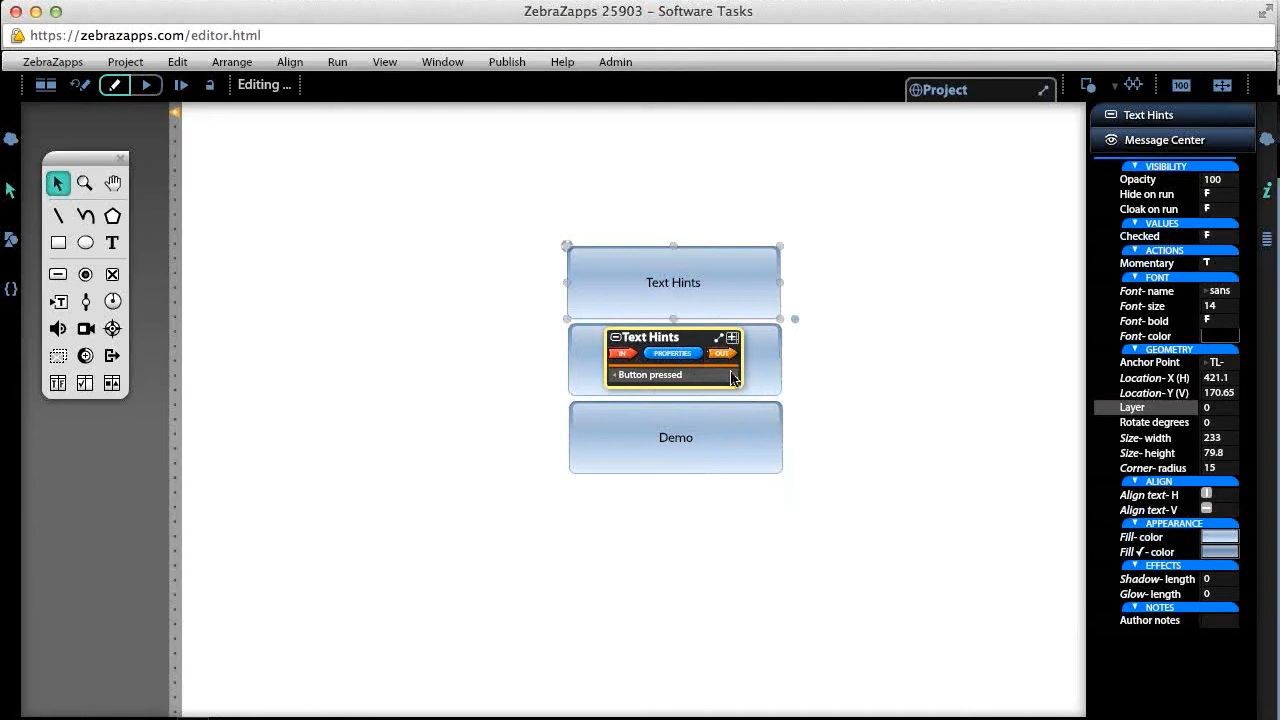 ZebraZapps 25903 – Software Tasks
https://zebrazapps.com/editor.html
ZebraZapps Project Edit Arrange Align Run View Window Publish Help Admin
Editing ...
Project
100
Text Hints
Message Center
VISIBILITY
Opacity 100
Hide on run F
Cloak on run F
VALUES
Checked F
ACTIONS
Momentary T
FONT
Font- name sans
Font- size 14
Font- bold F
Font- color
GEOMETRY
Anchor Point TL-
Location- X (H) 421.1
Location- Y (V) 170.65
Layer 0
Rotate degrees 0
Size- width 233
Size- height 79.8
Corner- radius 15
ALIGN
Align text- H
Align text- V
APPEARANCE
Fill- color
Fill ✓- color
EFFECTS
Shadow- length 0
Glow- length 0
NOTES
Author notes
Text Hints
Text Hints
IN PROPERTIES OUT
Button pressed
Demo